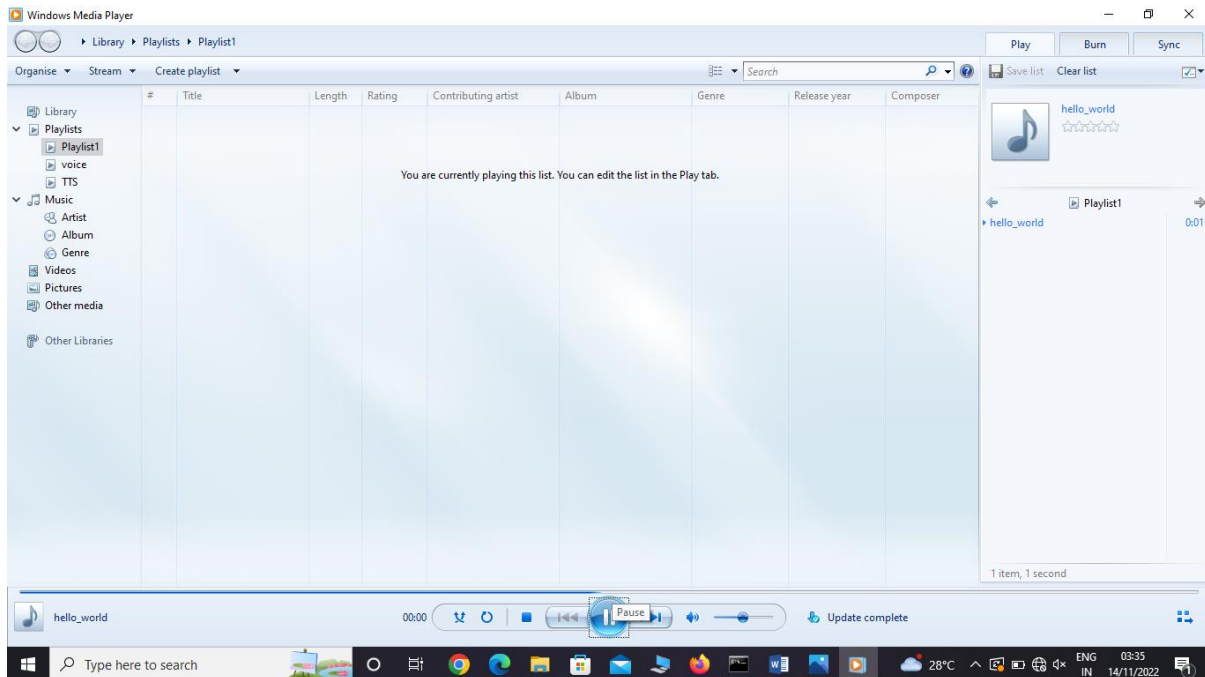 Windows Media Player
Library Playlists Playlist1
Play Burn Sync
Organise Stream Create playlist
Search
Save list Clear list
# Title Length Rating Contributing artist Album Genre Release year Composer
Library
Playlists
Playlist1
voice
TTS
Music
Artist
Album
Genre
Videos
Pictures
Other media
Other Libraries
You are currently playing this list. You can edit the list in the Play tab.
hello_world
Playlist1
hello_world 0:01
1 item, 1 second
hello_world
00:00
Pause
Update complete
Type here to search
28°C
ENG 03:35
IN 14/11/2022
1